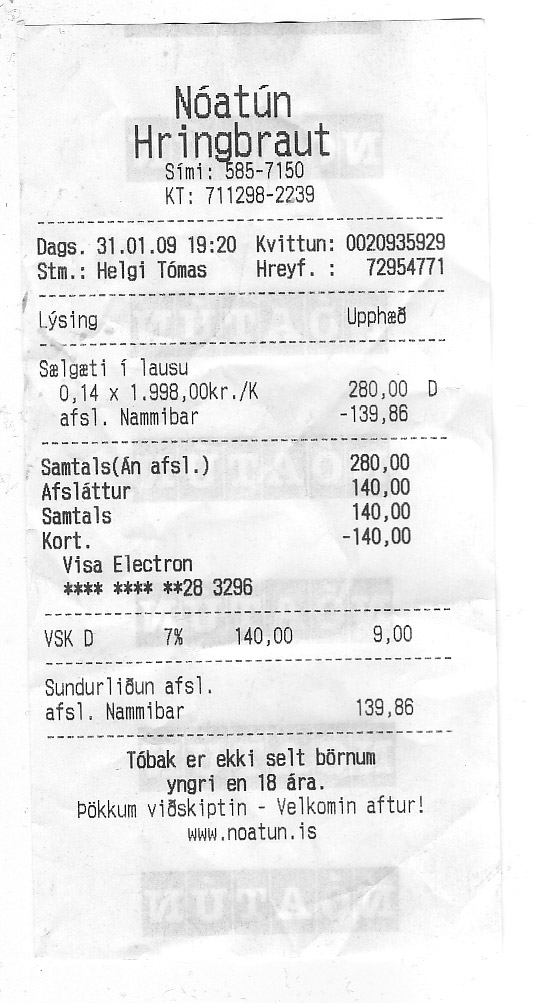 Nóatún
Hringbraut
Sími: 585-7150
KT: 711298-2239
Dags. 31.01.09 19:20 Kvittun: 0020935929
Stm.: Helgi Tómas Hreyf. : 72954771
Lýsing Upphæð
Sælgæti í lausu
0,14 x 1.998,00kr./K 280,00 D
afsl. Nammibar -139,86
Samtals(Án afsl.) 280,00
Afsláttur 140,00
Samtals 140,00
Kort. -140,00
Visa Electron
**** **** **28 3296
VSK D 7% 140,00 9,00
Sundurliðun afsl.
afsl. Nammibar 139,86
Tóbak er ekki selt börnum
yngri en 18 ára.
Þökkum viðskiptin - Velkomin aftur!
www.noatun.is
NÓATÚN